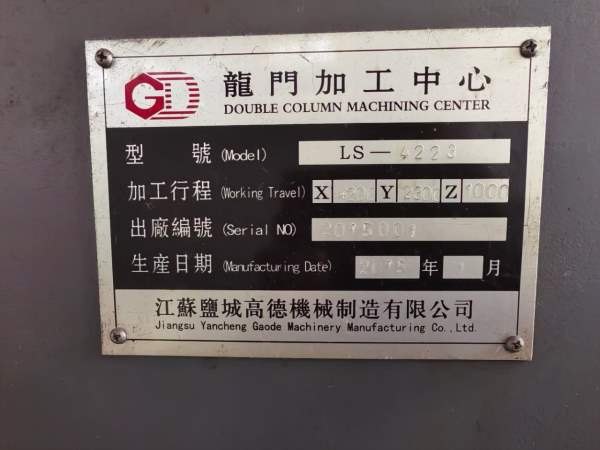 GD 龍門加工中心
DOUBLE COLUMN MACHINING CENTER
型號 (Model) LS-4223
加工行程 (Working Travel) X Y 2300 Z 1000
出廠編號 (Serial NO)
生産日期 (Manufacturing Date) 2015 年 月
江蘇鹽城高德機械制造有限公司
Jiangsu Yancheng Gaode Machinery Manufacturing Co.,Ltd.